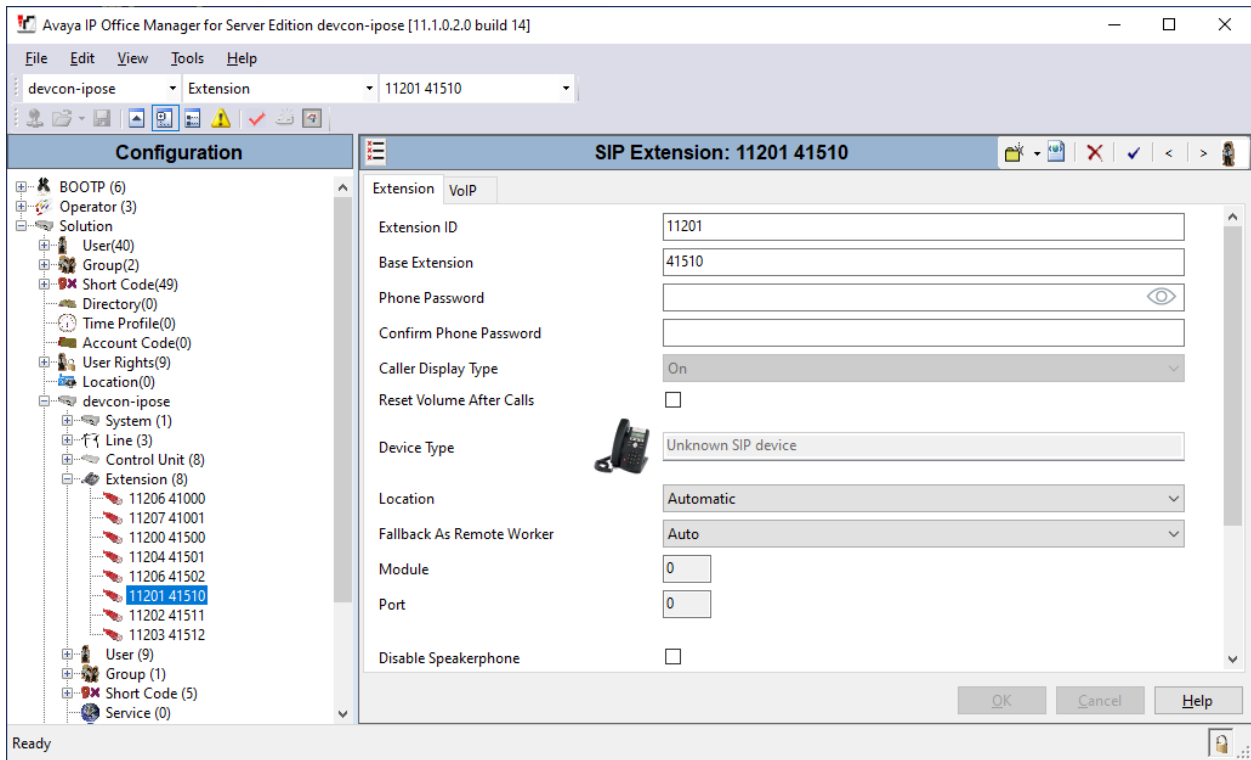 Avaya IP Office Manager for Server Edition devcon-ipose [11.1.0.2.0 build 14]
File Edit View Tools Help
devcon-ipose Extension 11201 41510
Configuration
BOOTP (6)
Operator (3)
Solution
User(40)
Group(2)
Short Code(49)
Directory(0)
Time Profile(0)
Account Code(0)
User Rights(9)
Location(0)
devcon-ipose
System (1)
Line (3)
Control Unit (8)
Extension (8)
11206 41000
11207 41001
11200 41500
11204 41501
11206 41502
11201 41510
11202 41511
11203 41512
User (9)
Group (1)
Short Code (5)
Service (0)
SIP Extension: 11201 41510
Extension VoIP
Extension ID 11201
Base Extension 41510
Phone Password
Confirm Phone Password
Caller Display Type On
Reset Volume After Calls
Device Type Unknown SIP device
Location Automatic
Fallback As Remote Worker Auto
Module 0
Port 0
Disable Speakerphone
OK Cancel Help
Ready